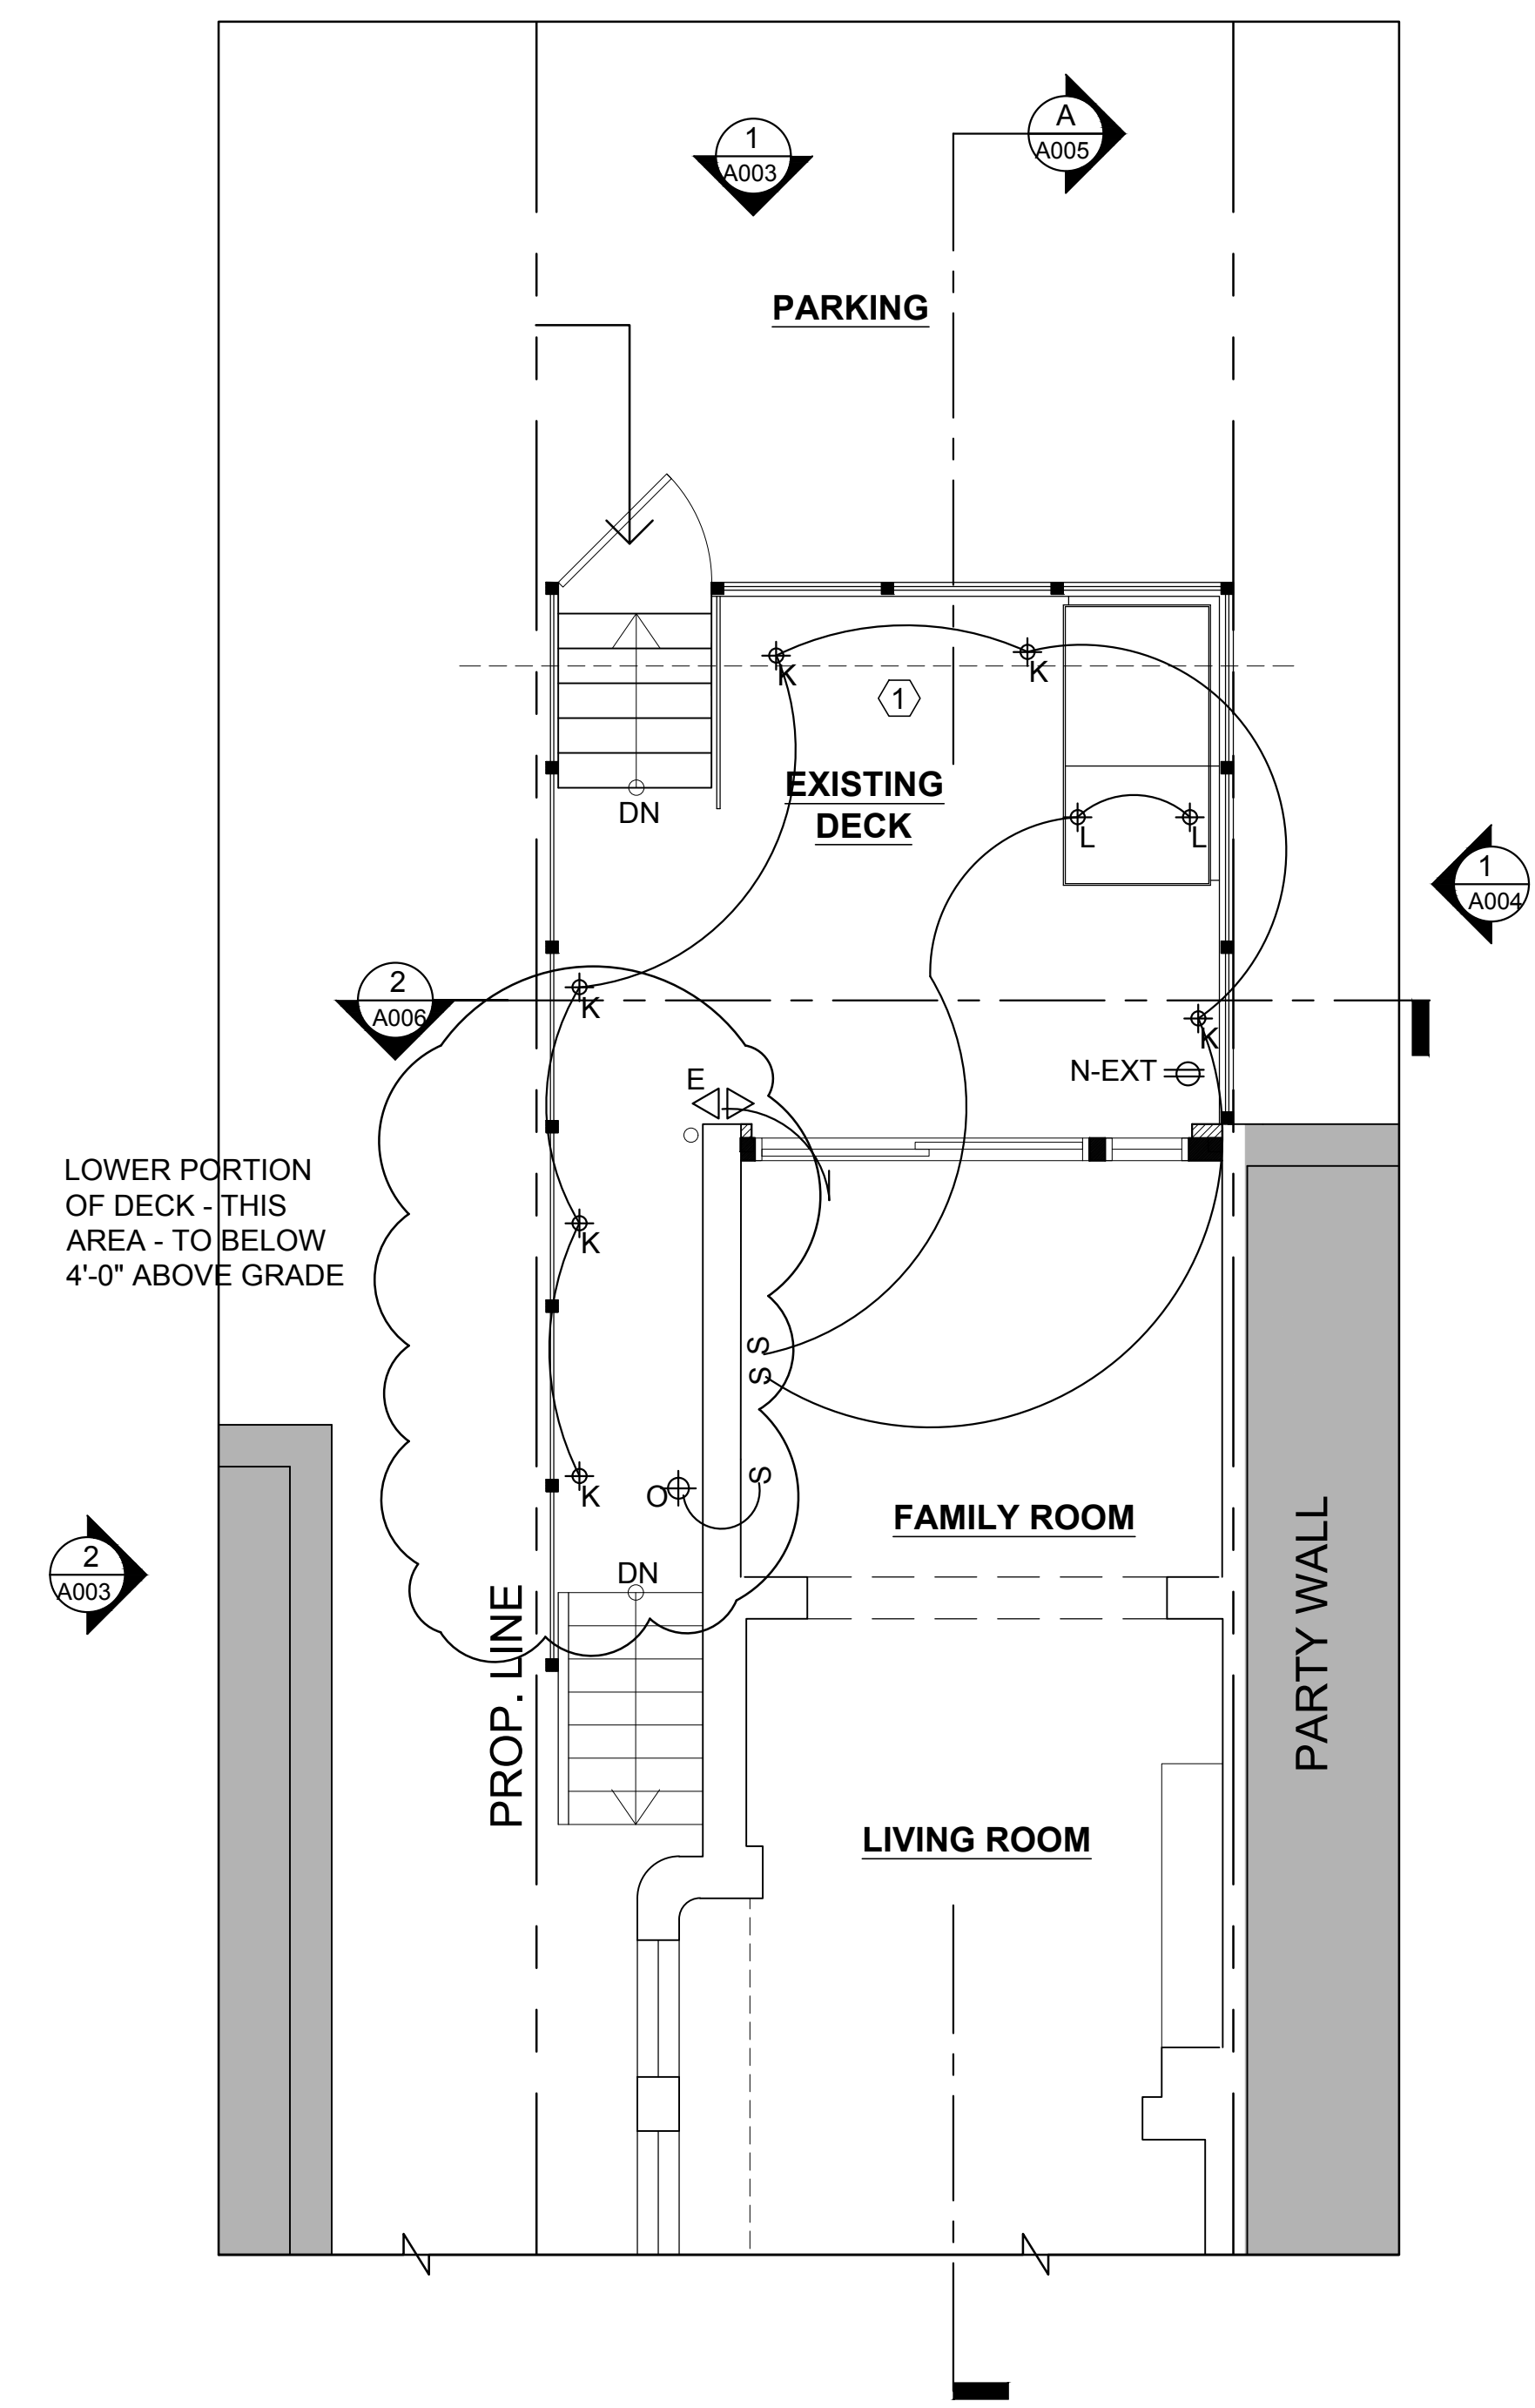 A
A005
1
A003
PARKING
K
K
1
EXISTING
DECK
DN
L
L
1
A004
2
A006
K
K
N-EXT
E
LOWER PORTION
OF DECK - THIS
AREA - TO BELOW
4'-0" ABOVE GRADE
K
S
S
S
K
O
FAMILY ROOM
2
A003
DN
PROP. LINE
PARTY WALL
LIVING ROOM